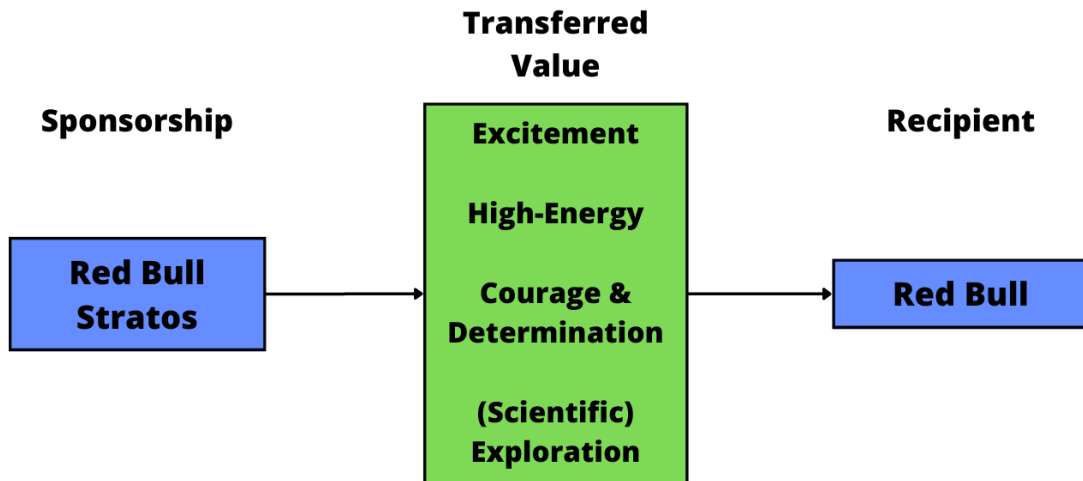 Transferred
Value
Sponsorship
Recipient
Excitement
High-Energy
Red Bull
Stratos
Courage &
Determination
Red Bull
(Scientific)
Exploration